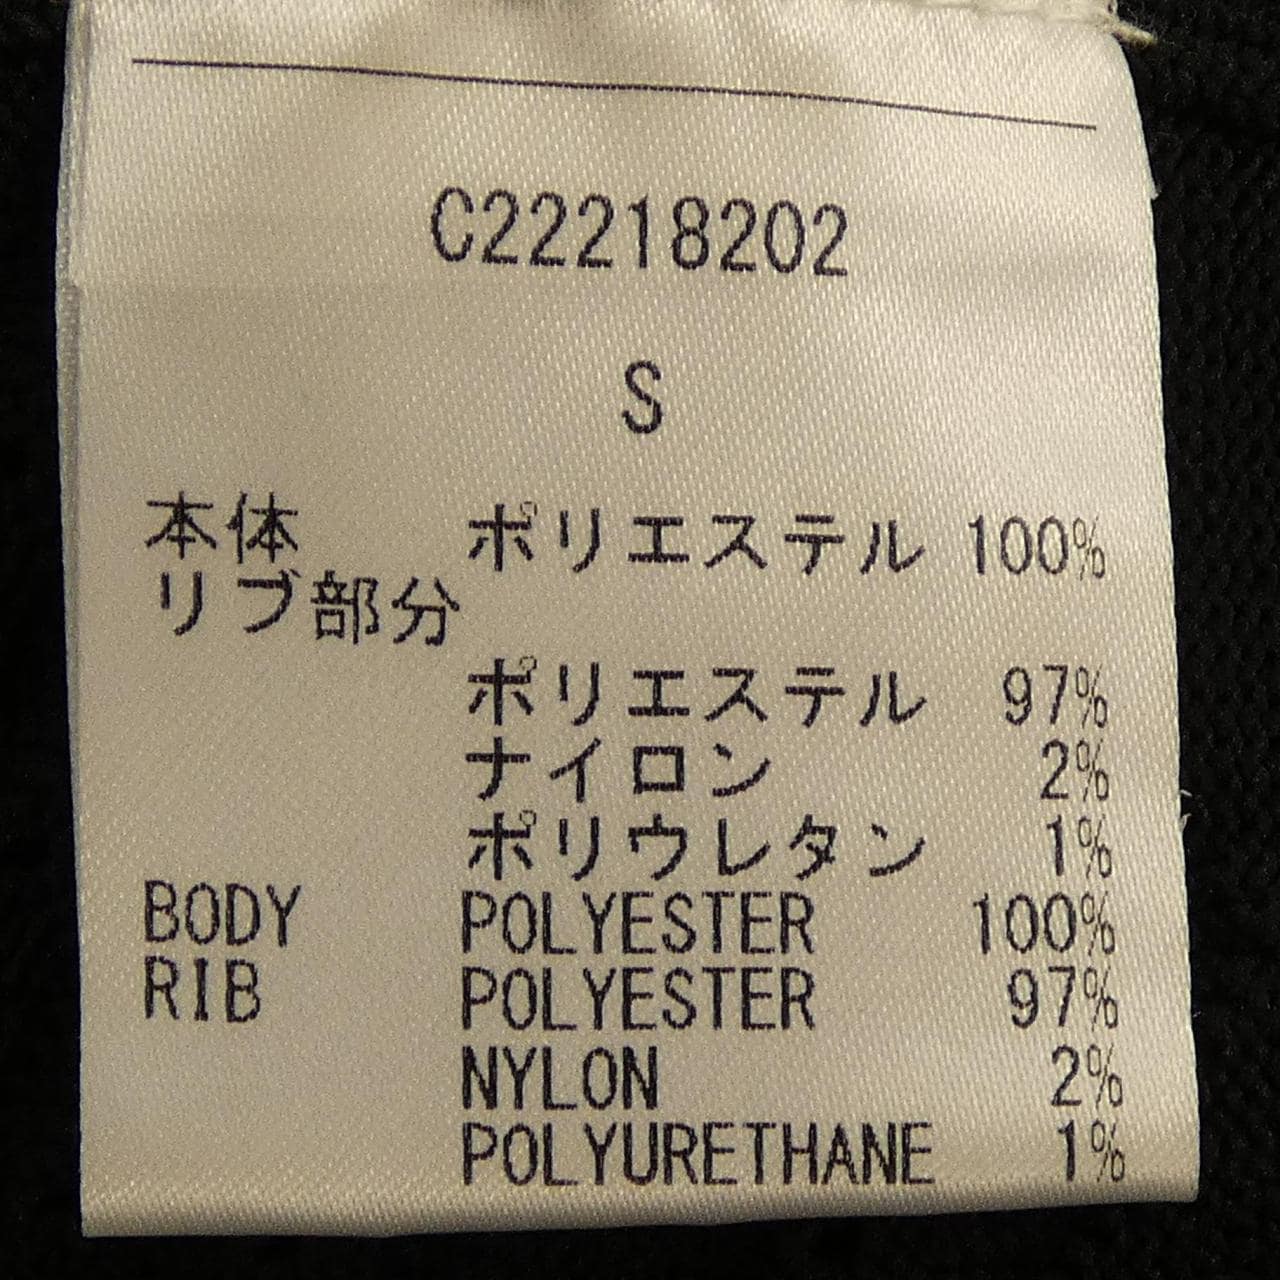 C22218202
S
本体 ポリエステル 100%
リブ部分
ポリエステル 97%
ナイロン 2%
ポリウレタン 1%
BODY POLYESTER 100%
RIB POLYESTER 97%
NYLON 2%
POLYURETHANE 1%